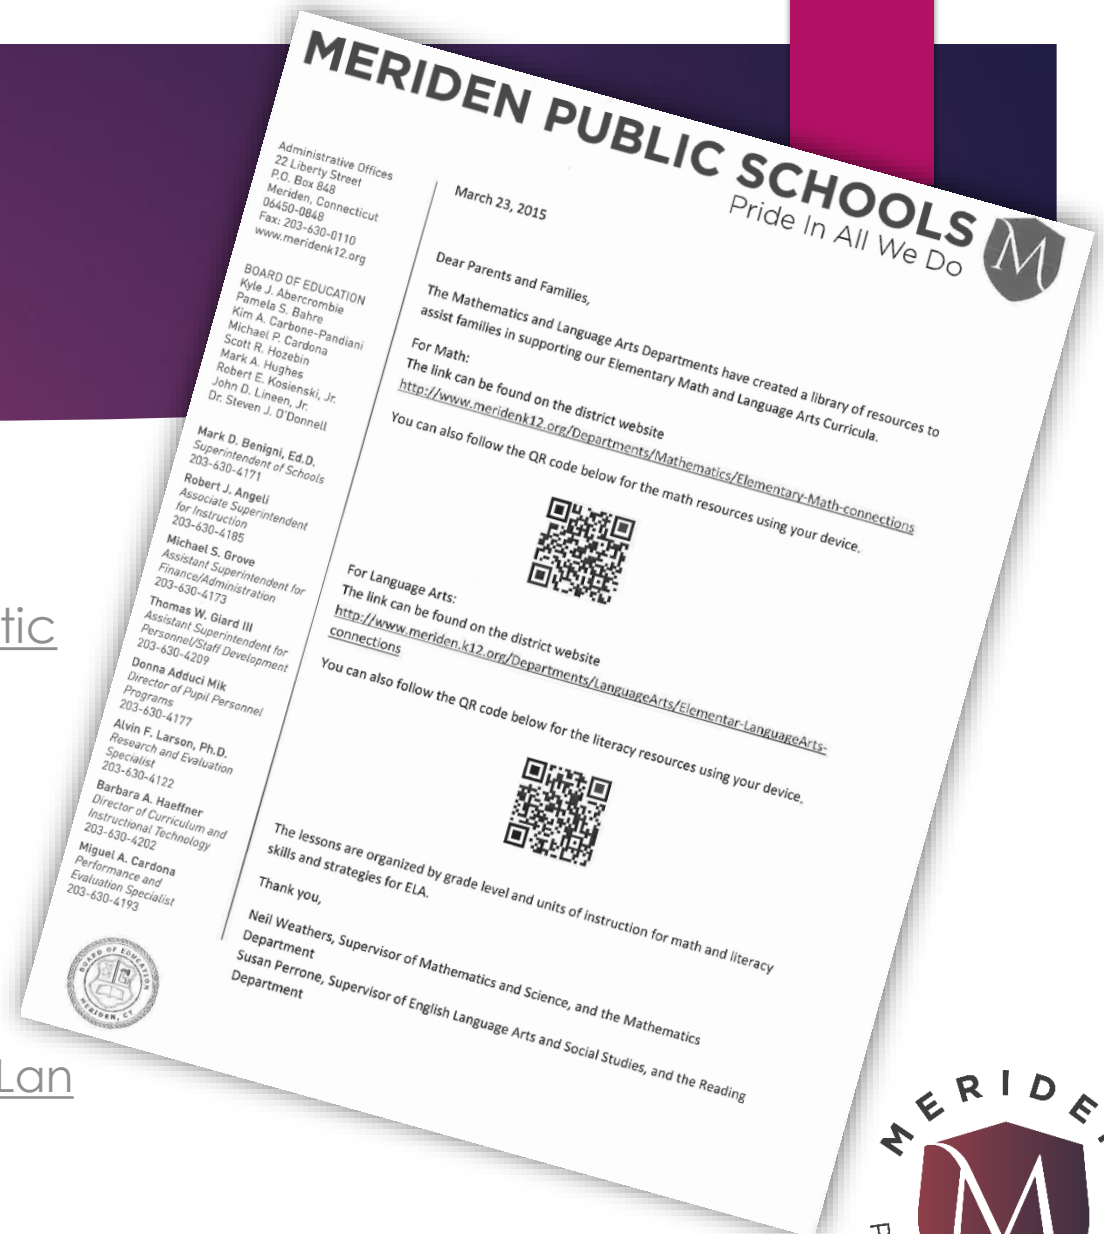 MERIDEN PUBLIC SCHOOLS
Pride In All We Do
M
Administrative Offices
22 Liberty Street
P.O. Box 848
Meriden, Connecticut
06450-0848
Fax: 203-630-0110
www.meridenk12.org
BOARD OF EDUCATION
Kyle J. Abercrombie
Pamela S. Bahre
Kim A. Carbone-Pandiani
Michael P. Cardona
Scott R. Hozebin
Mark A. Hughes
Robert E. Kosienski, Jr.
John D. Lineen, Jr.
Dr. Steven J. O'Donnell
Mark D. Benigni, Ed.D.
Superintendent of Schools
203-630-4171
Robert J. Angeli
Associate Superintendent
for Instruction
203-630-4185
Michael S. Grove
Assistant Superintendent for
Finance/Administration
203-630-4173
Thomas W. Giard III
Assistant Superintendent for
Personnel/Staff Development
203-630-4209
Donna Adduci Mik
Director of Pupil Personnel
Programs
203-630-4177
Alvin F. Larson, Ph.D.
Research and Evaluation
Specialist
203-630-4122
Barbara A. Haeffner
Director of Curriculum and
Instructional Technology
203-630-4202
Miguel A. Cardona
Performance and
Evaluation Specialist
203-630-4193
BOARD OF EDUCATION
MERIDEN, CT
March 23, 2015
Dear Parents and Families,
The Mathematics and Language Arts Departments have created a library of resources to
assist families in supporting our Elementary Math and Language Arts Curricula.
For Math:
The link can be found on the district website
http://www.meridenk12.org/Departments/Mathematics/Elementary-Math-connections
You can also follow the QR code below for the math resources using your device.
For Language Arts:
The link can be found on the district website
http://www.meriden.k12.org/Departments/LanguageArts/Elementar-LanguageArts-
connections
You can also follow the QR code below for the literacy resources using your device.
The lessons are organized by grade level and units of instruction for math and literacy
skills and strategies for ELA.
Thank you,
Neil Weathers, Supervisor of Mathematics and Science, and the Mathematics
Department
Susan Perrone, Supervisor of English Language Arts and Social Studies, and the Reading
Department
tic
Lan
MERIDE
M